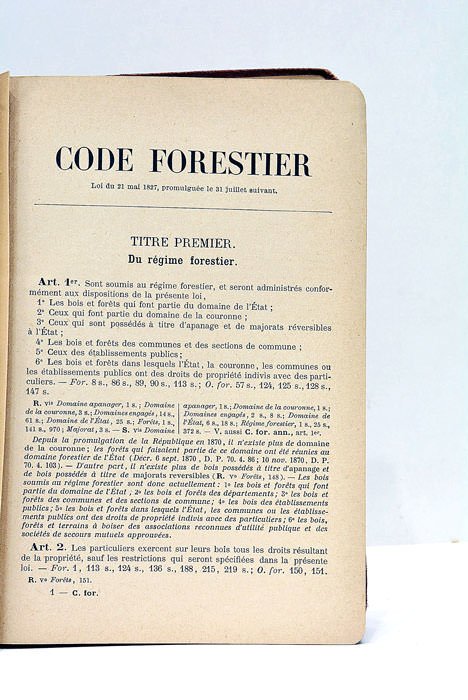 CODE FORESTIER
Loi du 21 mai 1827, promulguée le 31 juillet suivant.
TITRE PREMIER.
Du régime forestier.
Art. 1er. Sont soumis au régime forestier, et seront administrés confor-
mément aux dispositions de la présente loi,
1° Les bois et forêts qui font partie du domaine de l'État ;
2° Ceux qui font partie du domaine de la couronne ;
3° Ceux qui sont possédés à titre d'apanage et de majorats réversibles
à l'État ;
4° Les bois et forêts des communes et des sections de commune ;
5° Ceux des établissements publics ;
6° Les bois et forêts dans lesquels l'État, la couronne, les communes ou
les établissements publics ont des droits de propriété indivis avec des parti-
culiers. — For. 8 s., 86 s., 89, 90 s., 113 s. ; O. for. 57 s., 124, 125 s., 128 s.,
147 s.
R. vis Domaine apanager, 1 s.; Domaine
de la couronne, 3 s.; Domaines engagés, 14 s.,
61 s.; Domaine de l'État, 25 s.; Forêts, 1 s.,
141 s., 970; Majorat, 3 s. — S. vis Domaine
apanager, 1 s.; Domaine de la couronne, 1 s.;
Domaines engagés, 2 s., 8 s.; Domaine de
l'État, 6 s., 18 s.; Régime forestier, 1 s., 25 s.,
372 s. — V. aussi C. for. ann., art. 1er.
Depuis la promulgation de la République en 1870, il n'existe plus de domaine
de la couronne; les forêts qui faisaient partie de ce domaine ont été réunies au
domaine forestier de l'État (Décr. 6 sept. 1870, D. P. 70. 4. 86; 10 nov. 1870, D. P.
70. 4. 103). — D'autre part, il n'existe plus de bois possédés à titre d'apanage et
de bois possédés à titre de majorats réversibles (R. vo Forêts, 148). — Les bois
soumis au régime forestier sont donc actuellement : 1° les bois et forêts qui font
partie du domaine de l'État; 2° les bois et forêts des départements; 3° les bois et
forêts des communes et des sections de commune; 4° les bois des établissements
publics; 5° les bois et forêts dans lesquels l'État, les communes ou les établisse-
ments publics ont des droits de propriété indivis avec des particuliers; 6° les bois,
forêts et terrains à boiser des associations reconnues d'utilité publique et des
sociétés de secours mutuels approuvées.
Art. 2. Les particuliers exercent sur leurs bois tous les droits résultant
de la propriété, sauf les restrictions qui seront spécifiées dans la présente
loi. — For. 1, 113 s., 124 s., 136 s., 188, 215, 219 s.; O. for. 150, 151.
R. vo Forêts, 151.
1 — C. for.